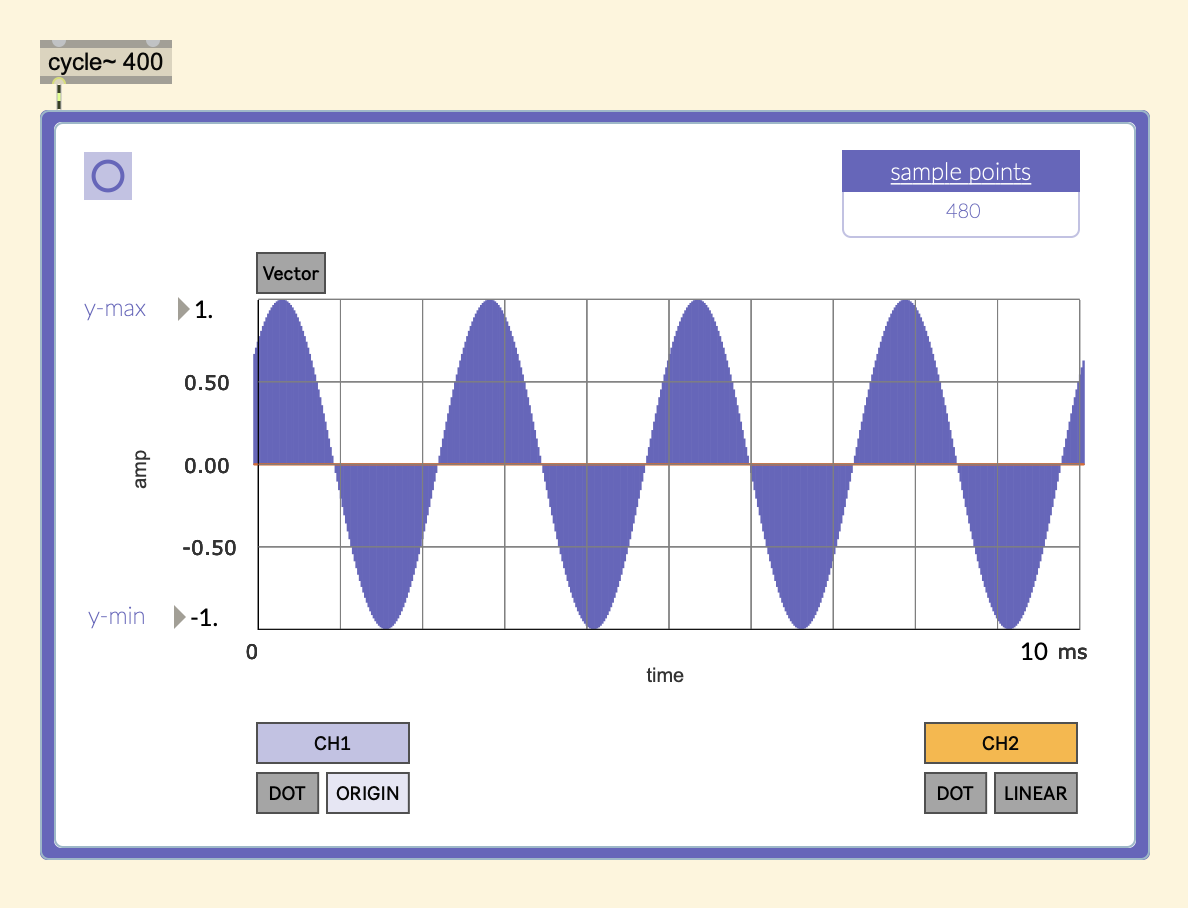 cycle~ 400
sample points
480
Vector
y-max 1.
0.50
amp
0.00
-0.50
y-min -1.
0
10 ms
time
CH1
CH2
DOT ORIGIN
DOT LINEAR